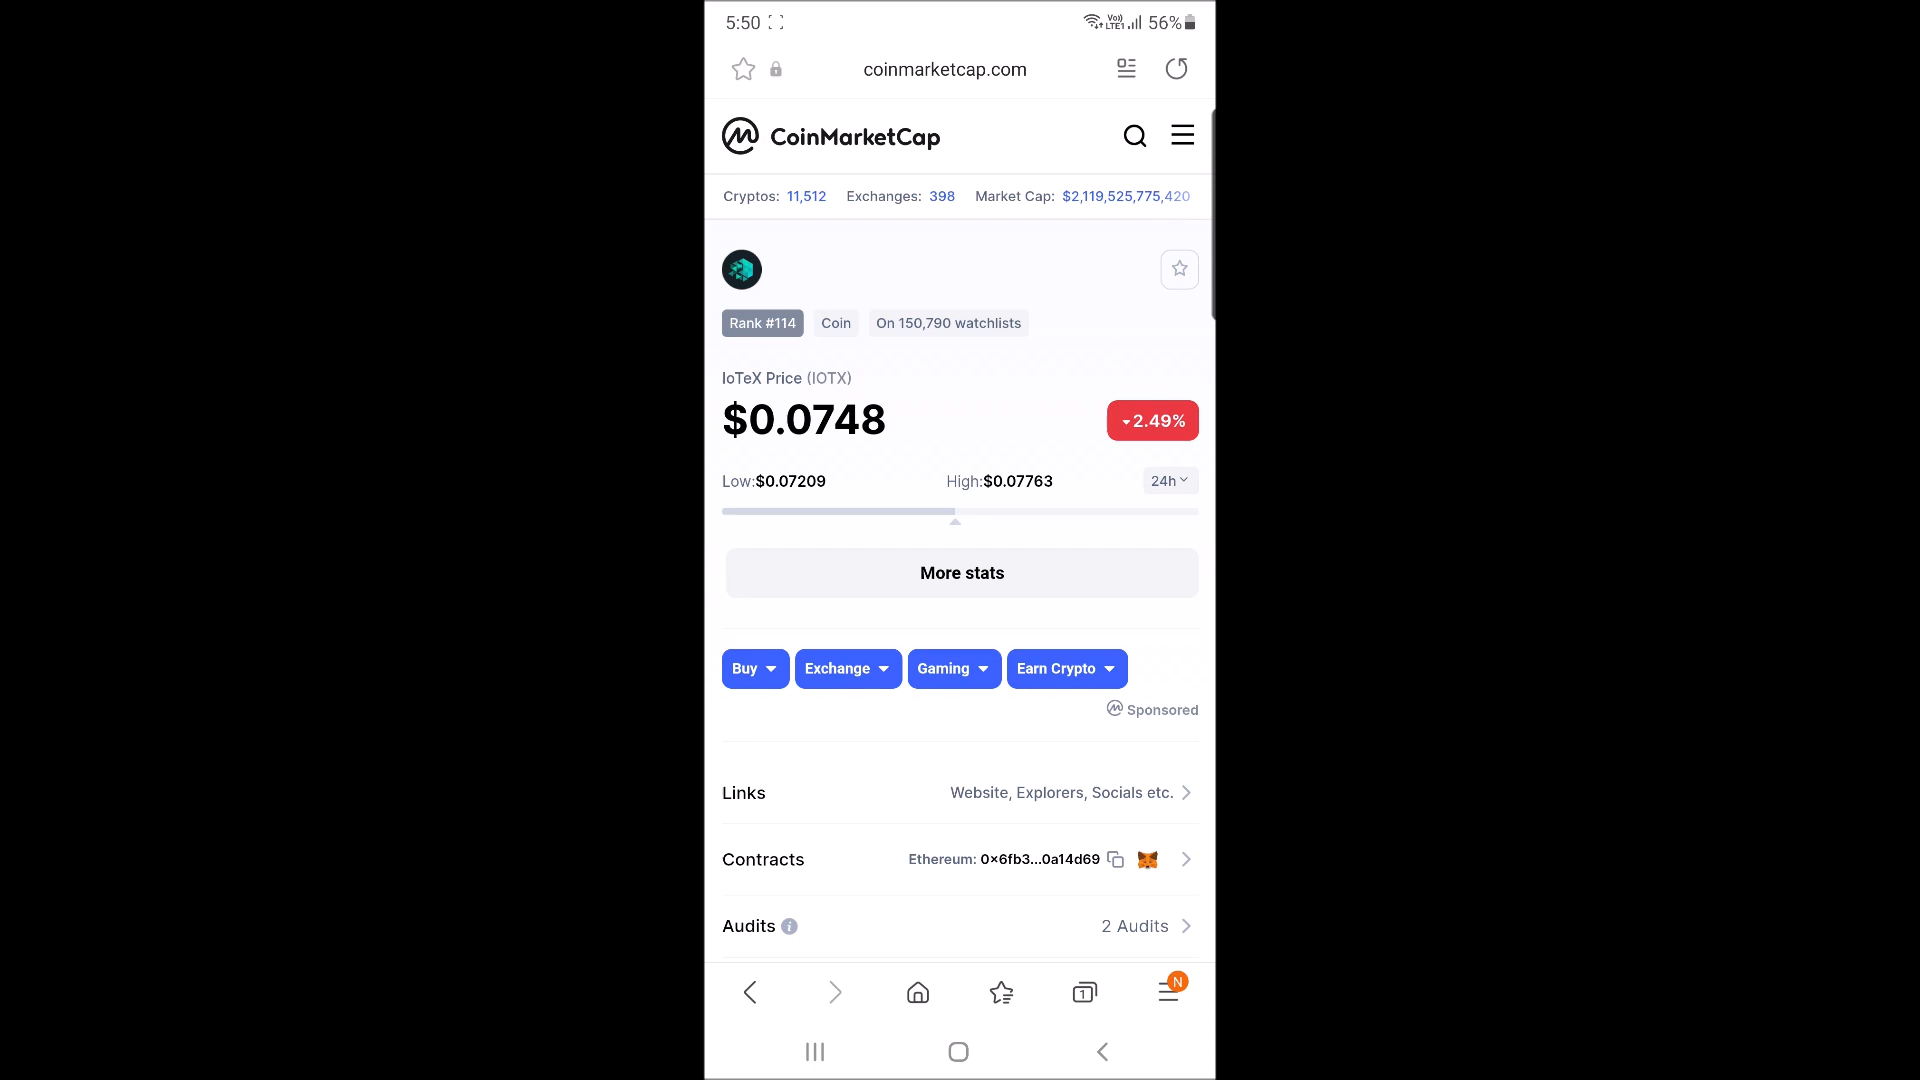 5:50 Vo)) LTE1 56%
coinmarketcap.com
CoinMarketCap
Cryptos: 11,512 Exchanges: 398 Market Cap: $2,119,525,775,420
Rank #114 Coin On 150,790 watchlists
IoTeX Price (IOTX)
$0.0748 2.49%
Low:$0.07209 High:$0.07763 24h
More stats
Buy Exchange Gaming Earn Crypto
Sponsored
Links Website, Explorers, Socials etc.
Contracts Ethereum: 0x6fb3...0a14d69
Audits i 2 Audits
1 N